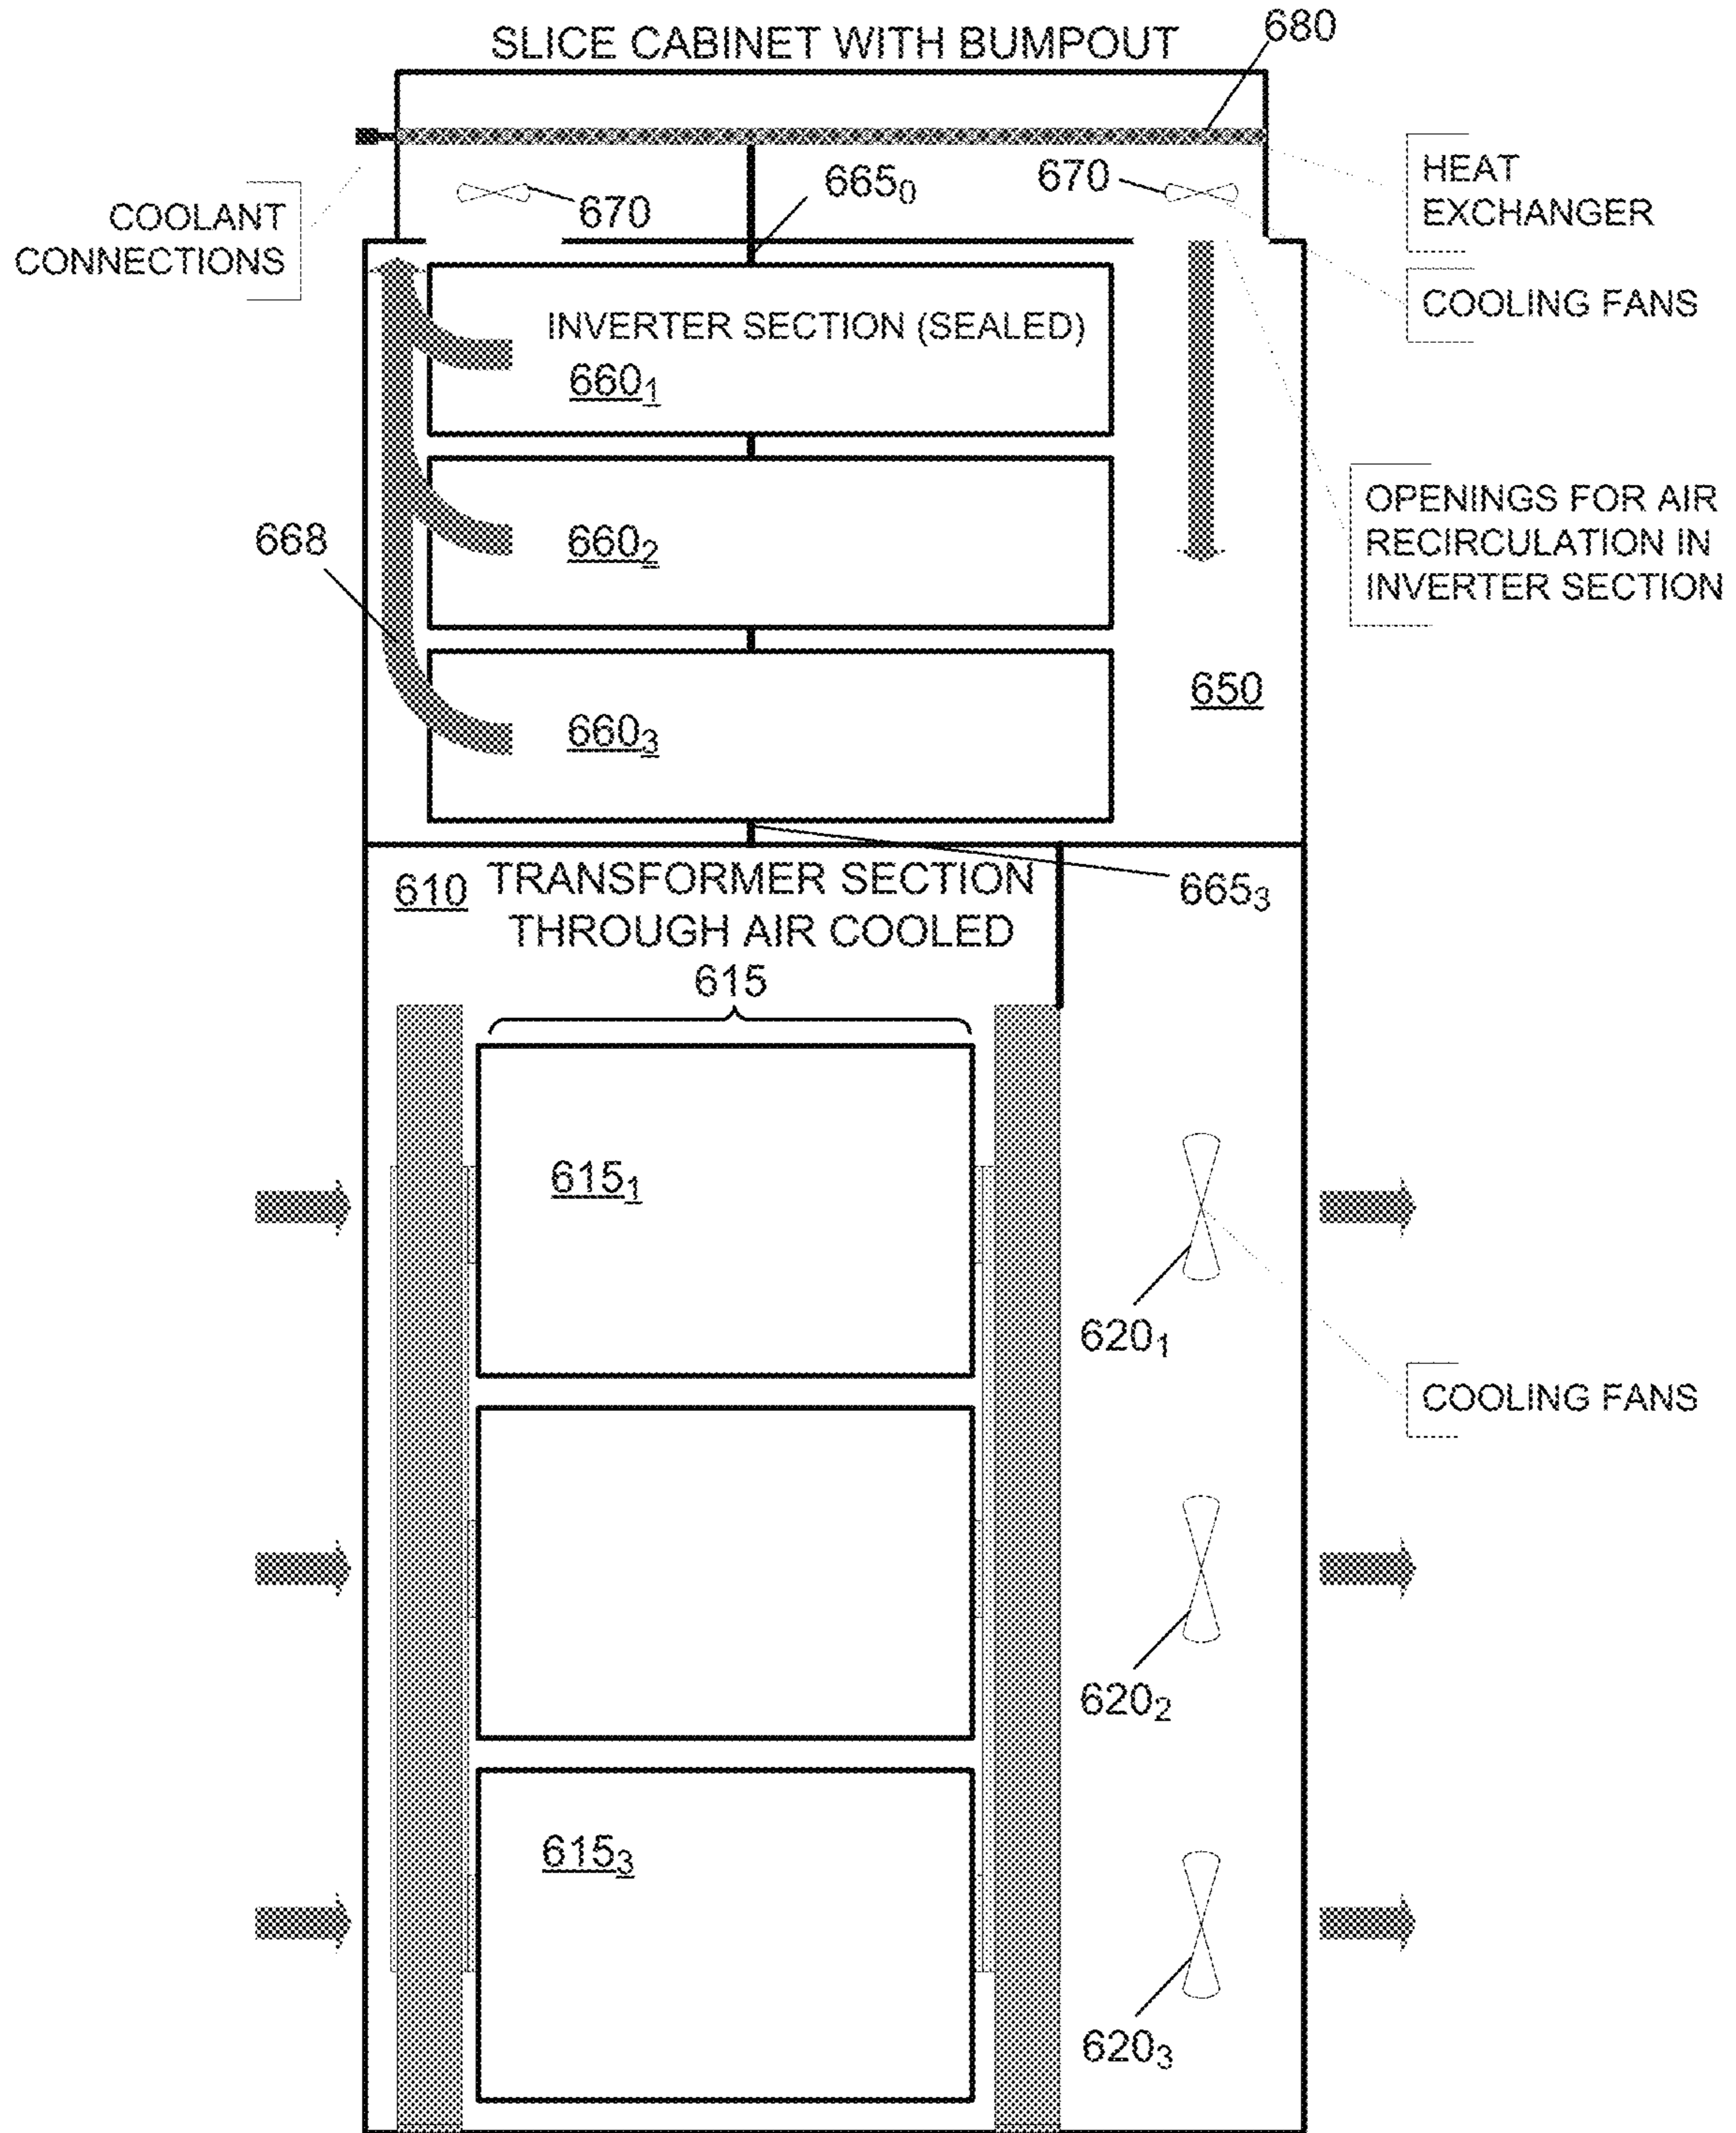 SLICE CABINET WITH BUMPOUT
680
COOLANT
CONNECTIONS
670
665₀
670
HEAT
EXCHANGER
COOLING FANS
INVERTER SECTION (SEALED)
660₁
OPENINGS FOR AIR
RECIRCULATION IN
INVERTER SECTION
668
660₂
650
660₃
610
TRANSFORMER SECTION
THROUGH AIR COOLED
665₃
615
615₁
620₁
COOLING FANS
620₂
615₃
620₃